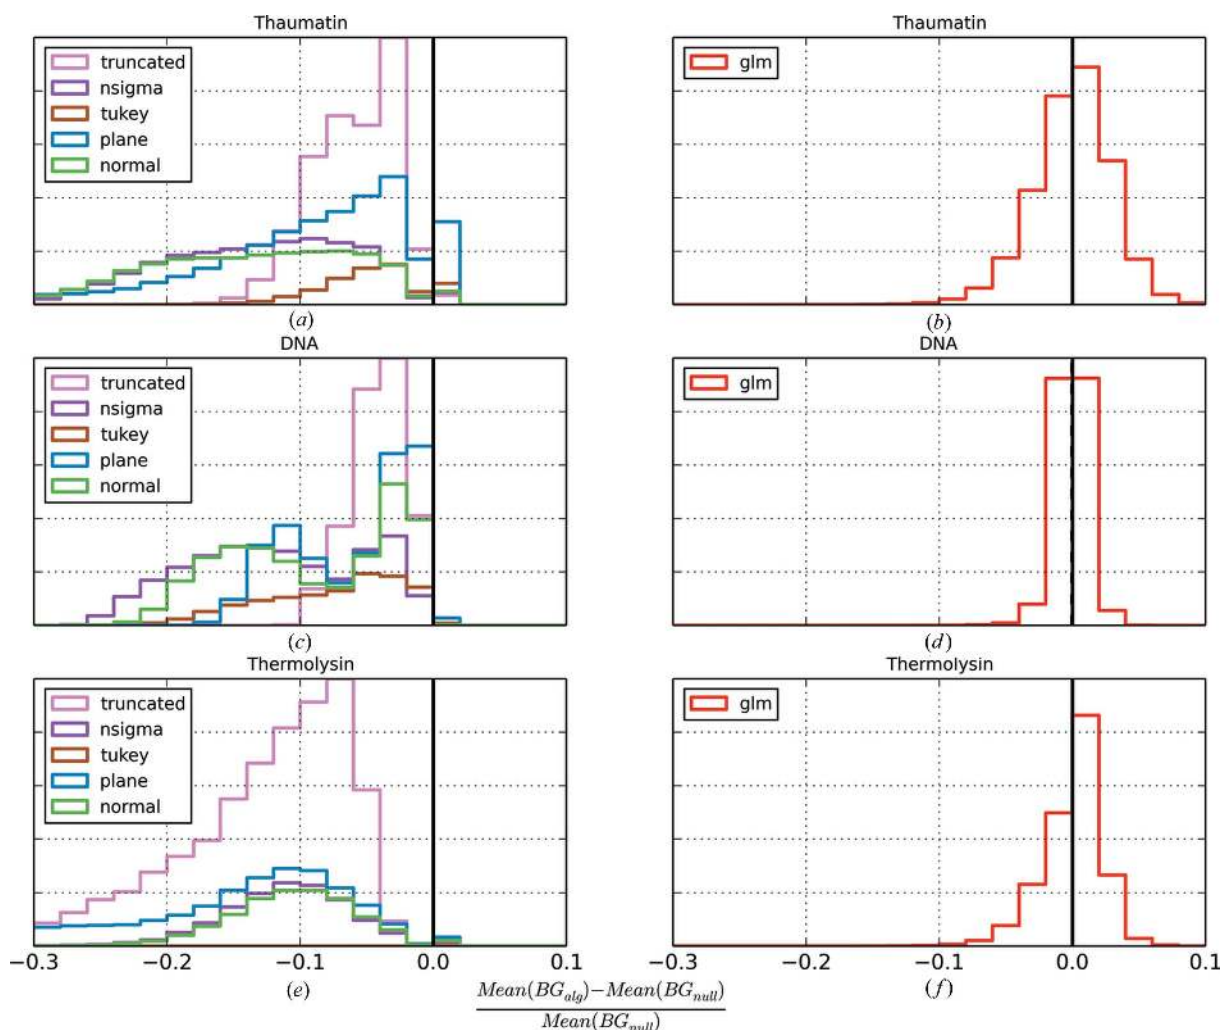 Thaumatin
Thaumatin
truncated
nsigma
tukey
plane
normal
glm
(a)
(b)
DNA
DNA
truncated
nsigma
tukey
plane
normal
glm
(c)
(d)
Thermolysin
Thermolysin
truncated
nsigma
tukey
plane
normal
glm
−0.3 −0.2 −0.1 0.0 0.1
−0.3 −0.2 −0.1 0.0 0.1
(e)
(f)
Mean(BG_alg)−Mean(BG_null)
Mean(BG_null)